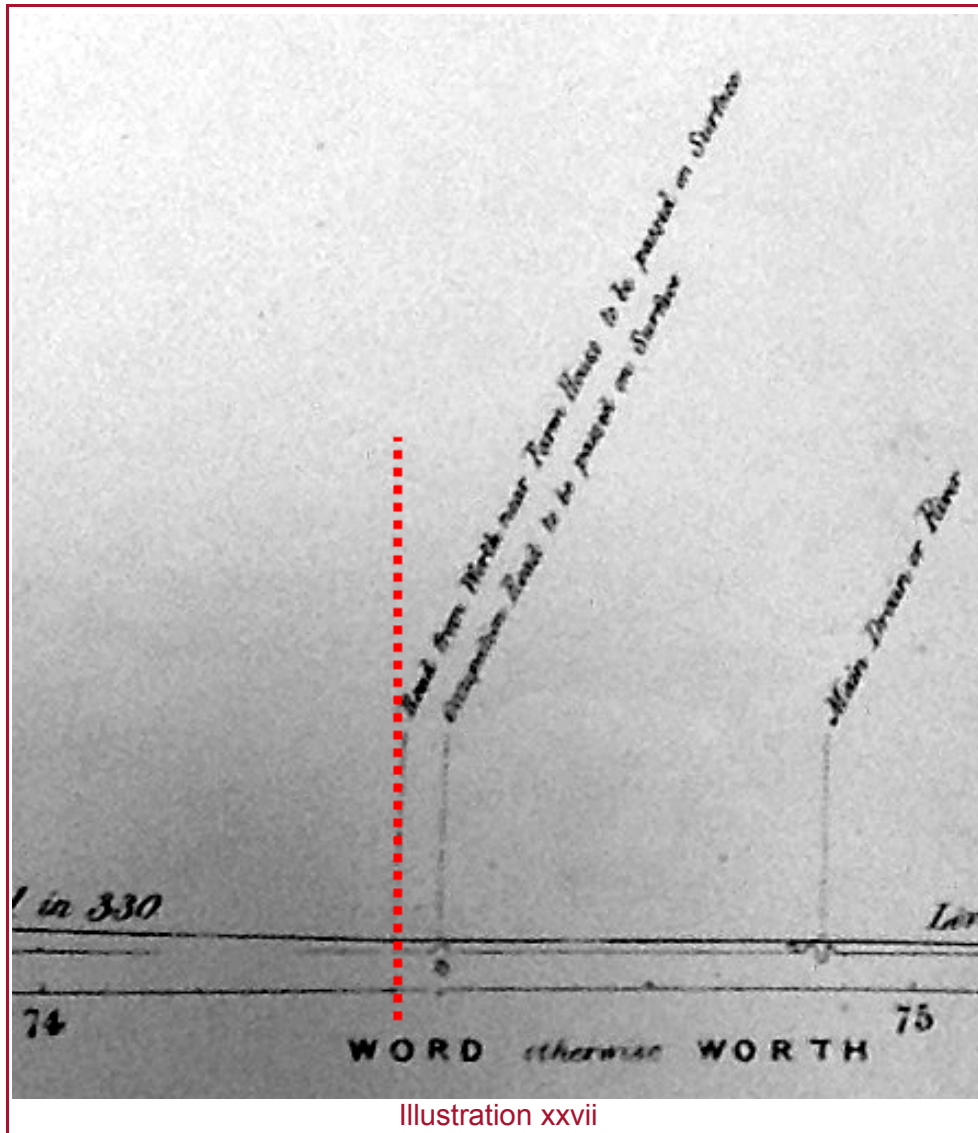 Road from Worth near Farm House to be passed on Surface
Occupation Road to be passed on Surface
Main Drain or River
1 in 330
Len
74
75
WORD otherwise WORTH
Illustration xxvii